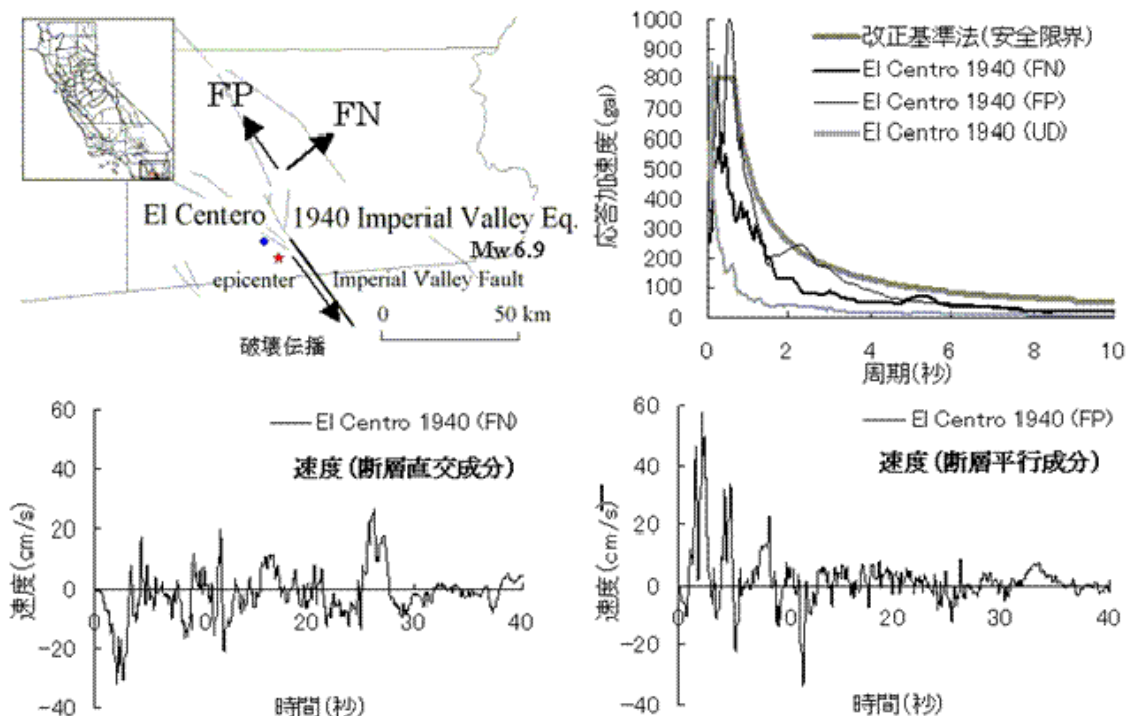 FP
FN
El Centero
1940 Imperial Valley Eq.
Mw 6.9
epicenter
Imperial Valley Fault
0
50 km
破壊伝播
1000
900
800
700
600
500
400
300
200
100
0
応答加速度(gal)
改正基準法(安全限界)
El Centro 1940 (FN)
El Centro 1940 (FP)
El Centro 1940 (UD)
0 2 4 6 8 10
周期(秒)
60
40
20
0
-20
-40
速度(cm/s)
El Centro 1940 (FN)
速度(断層直交成分)
0 10 20 30 40
時間(秒)
60
40
20
0
-20
-40
速度(cm/s)
El Centro 1940 (FP)
速度(断層平行成分)
0 10 20 30 40
時間(秒)